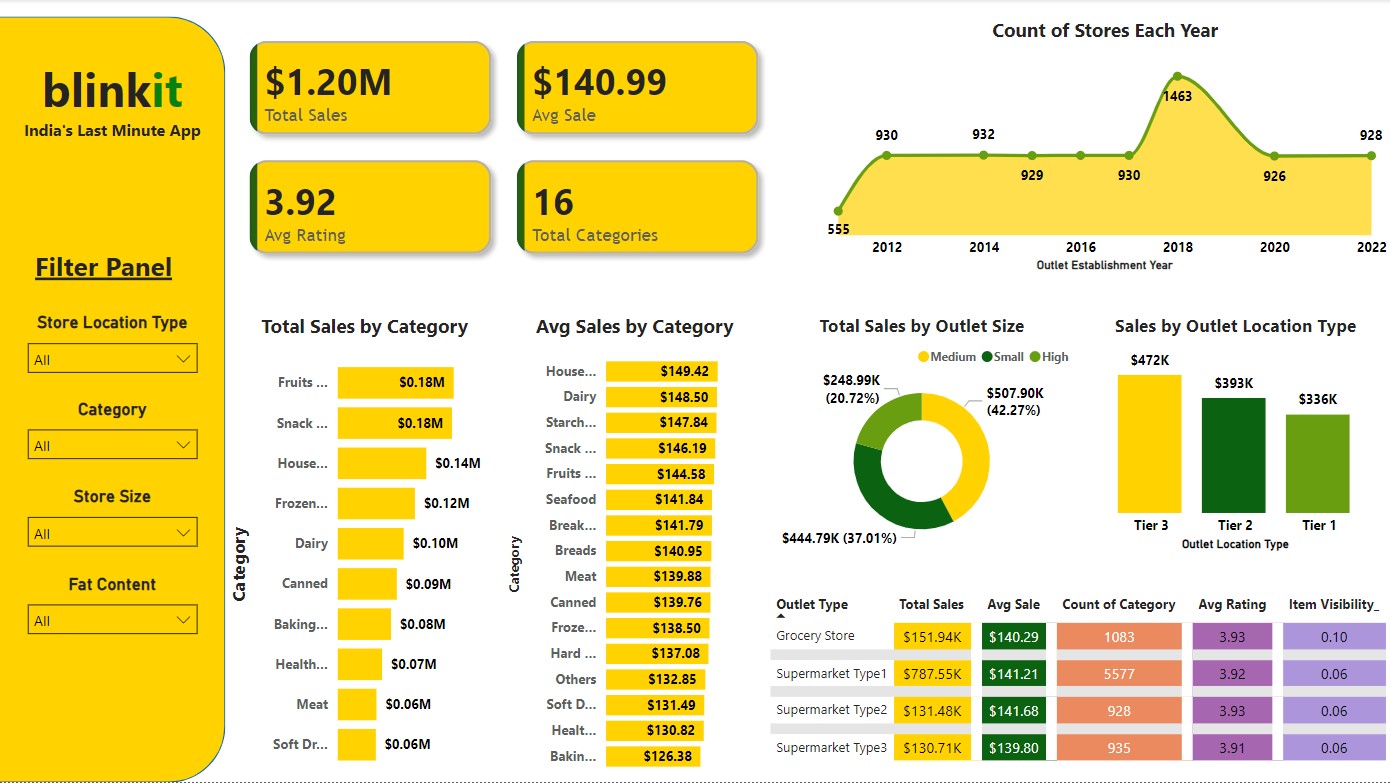 blinkit
India's Last Minute App
Filter Panel
Store Location Type
All
Category
All
Store Size
All
Fat Content
All
$1.20M
Total Sales
$140.99
Avg Sale
3.92
Avg Rating
16
Total Categories
Count of Stores Each Year
1463
930
932
928
929
930
926
555
2012 2014 2016 2018 2020 2022
Outlet Establishment Year
Total Sales by Category
Category
Fruits ... $0.18M
Snack ... $0.18M
House... $0.14M
Frozen... $0.12M
Dairy $0.10M
Canned $0.09M
Baking... $0.08M
Health... $0.07M
Meat $0.06M
Soft Dr... $0.06M
Avg Sales by Category
Category
House... $149.42
Dairy $148.50
Starch... $147.84
Snack ... $146.19
Fruits ... $144.58
Seafood $141.84
Break... $141.79
Breads $140.95
Meat $139.88
Canned $139.76
Froze... $138.50
Hard ... $137.08
Others $132.85
Soft D... $131.49
Healt... $130.82
Bakin... $126.38
Total Sales by Outlet Size
Medium Small High
$248.99K
(20.72%)
$507.90K
(42.27%)
$444.79K (37.01%)
Sales by Outlet Location Type
$472K
$393K
$336K
Tier 3 Tier 2 Tier 1
Outlet Location Type
Outlet Type Total Sales Avg Sale Count of Category Avg Rating Item Visibility_
Grocery Store $151.94K $140.29 1083 3.93 0.10
Supermarket Type1 $787.55K $141.21 5577 3.92 0.06
Supermarket Type2 $131.48K $141.68 928 3.93 0.06
Supermarket Type3 $130.71K $139.80 935 3.91 0.06